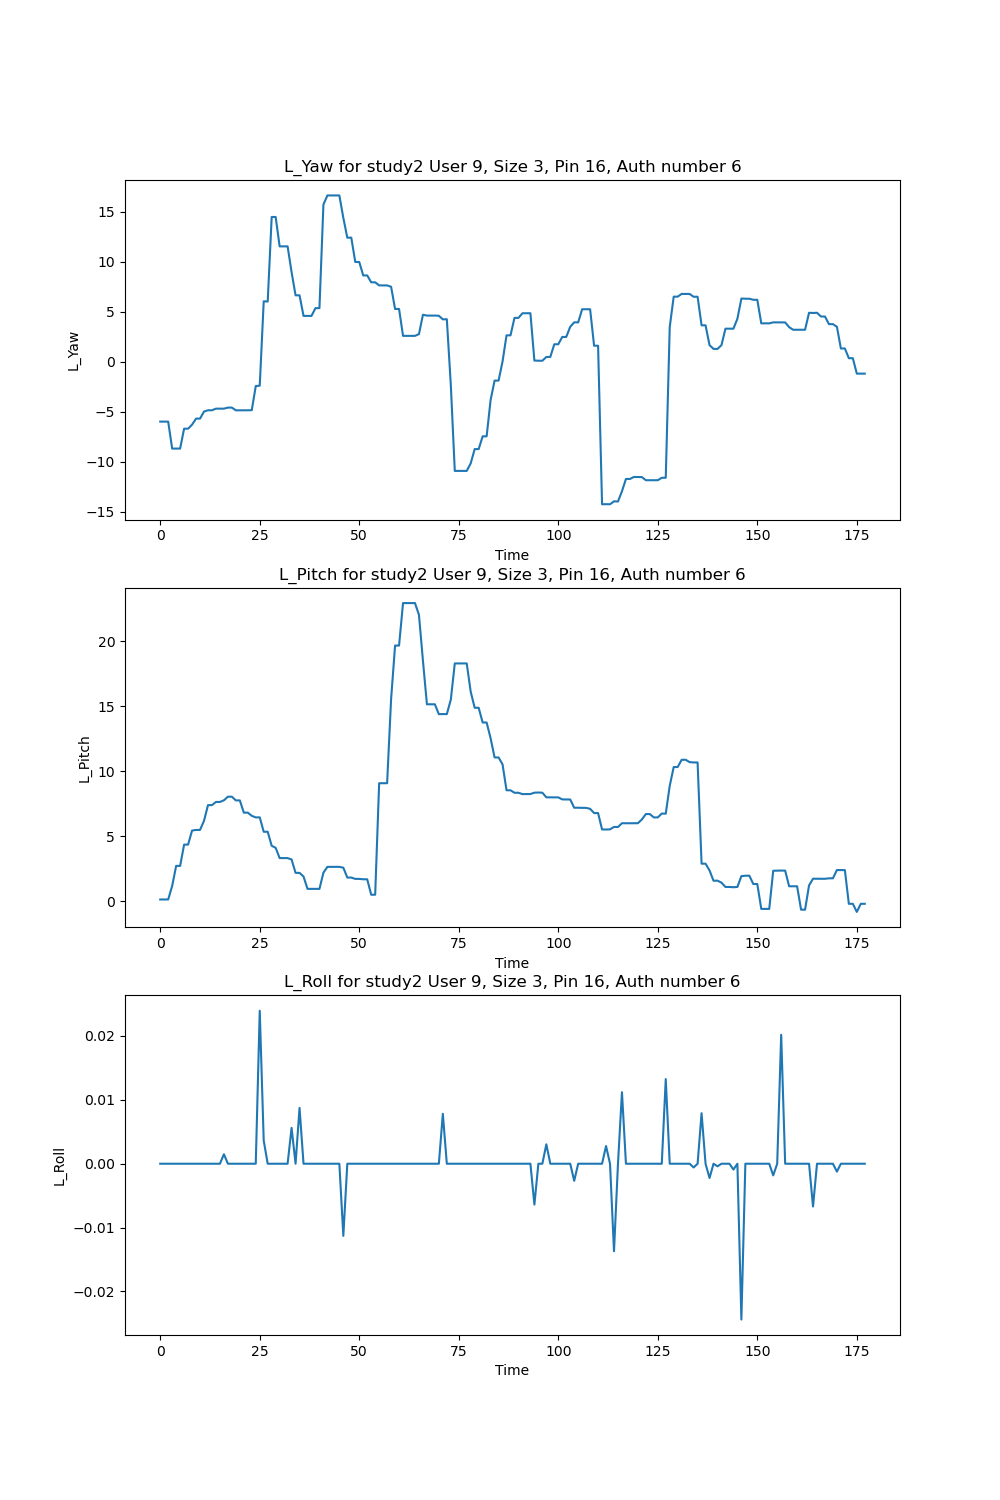 L_Yaw for study2 User 9, Size 3, Pin 16, Auth number 6
15
10
5
0
−5
−10
−15
L_Yaw
0 25 50 75 100 125 150 175
Time
L_Pitch for study2 User 9, Size 3, Pin 16, Auth number 6
20
15
10
5
0
L_Pitch
0 25 50 75 100 125 150 175
Time
L_Roll for study2 User 9, Size 3, Pin 16, Auth number 6
0.02
0.01
0.00
−0.01
−0.02
L_Roll
0 25 50 75 100 125 150 175
Time